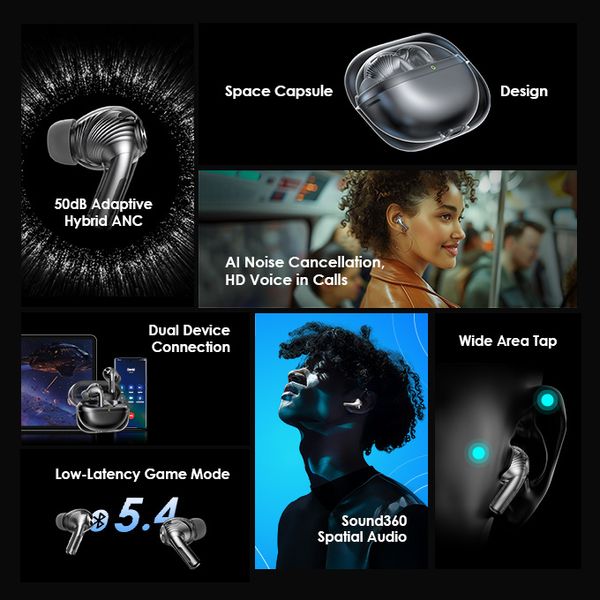 50dB Adaptive
Hybrid ANC
Space Capsule
Design
AI Noise Cancellation,
HD Voice in Calls
Dual Device
Connection
Low-Latency Game Mode
5.4
Sound360
Spatial Audio
Wide Area Tap